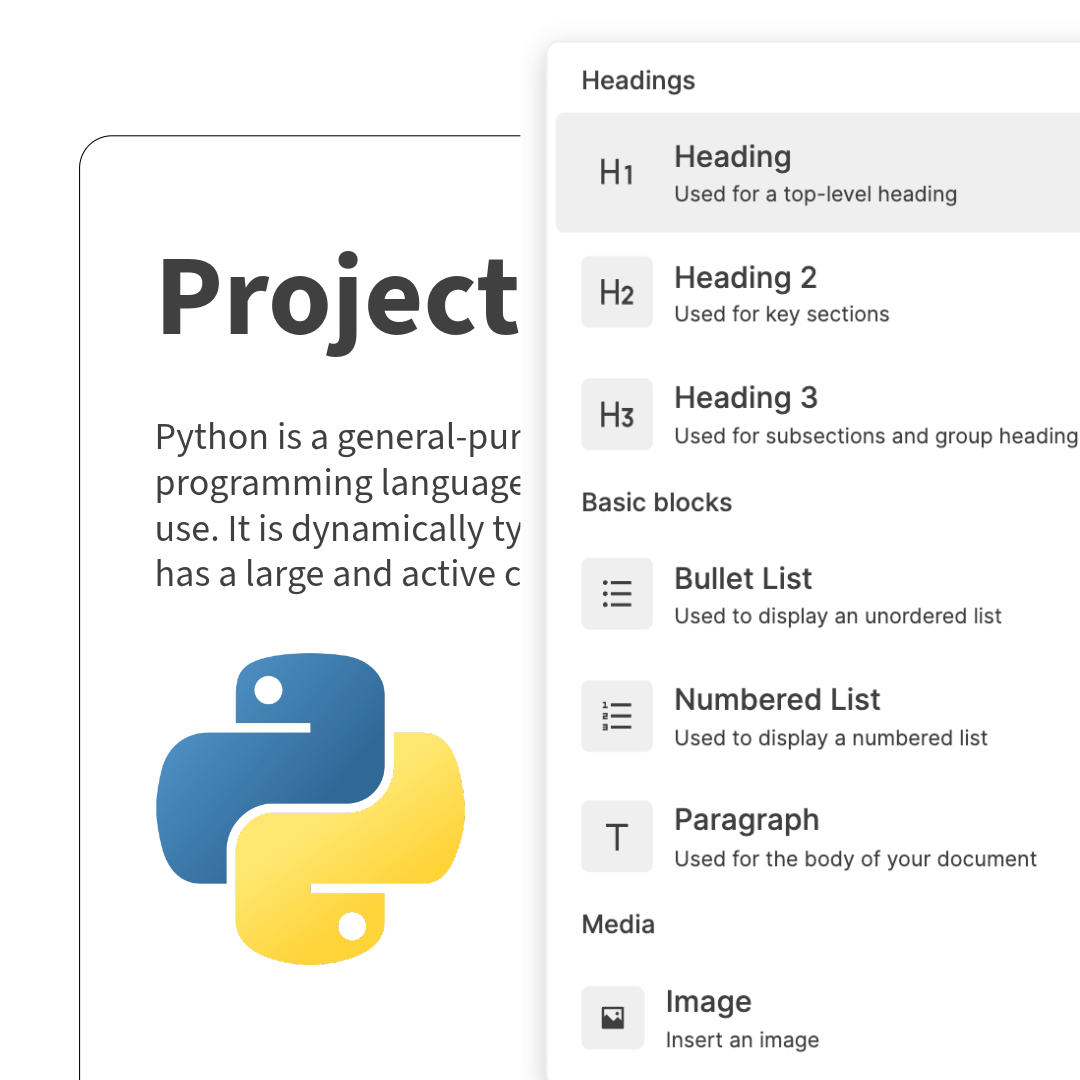 Project
Python is a general-pur
programming language
use. It is dynamically ty
has a large and active c
Headings
H1
Heading
Used for a top-level heading
H2
Heading 2
Used for key sections
H3
Heading 3
Used for subsections and group heading
Basic blocks
Bullet List
Used to display an unordered list
1
2
3
Numbered List
Used to display a numbered list
T
Paragraph
Used for the body of your document
Media
Image
Insert an image